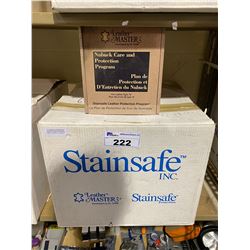 Leather
MASTER
Nubuck Care and
Protection
Program
Plan de
Protection et
D'Entretien du Nubuck
Stainsafe Leather Protection Program
222
Stainsafe™
INC.
Leather
MASTER
Stainsafe